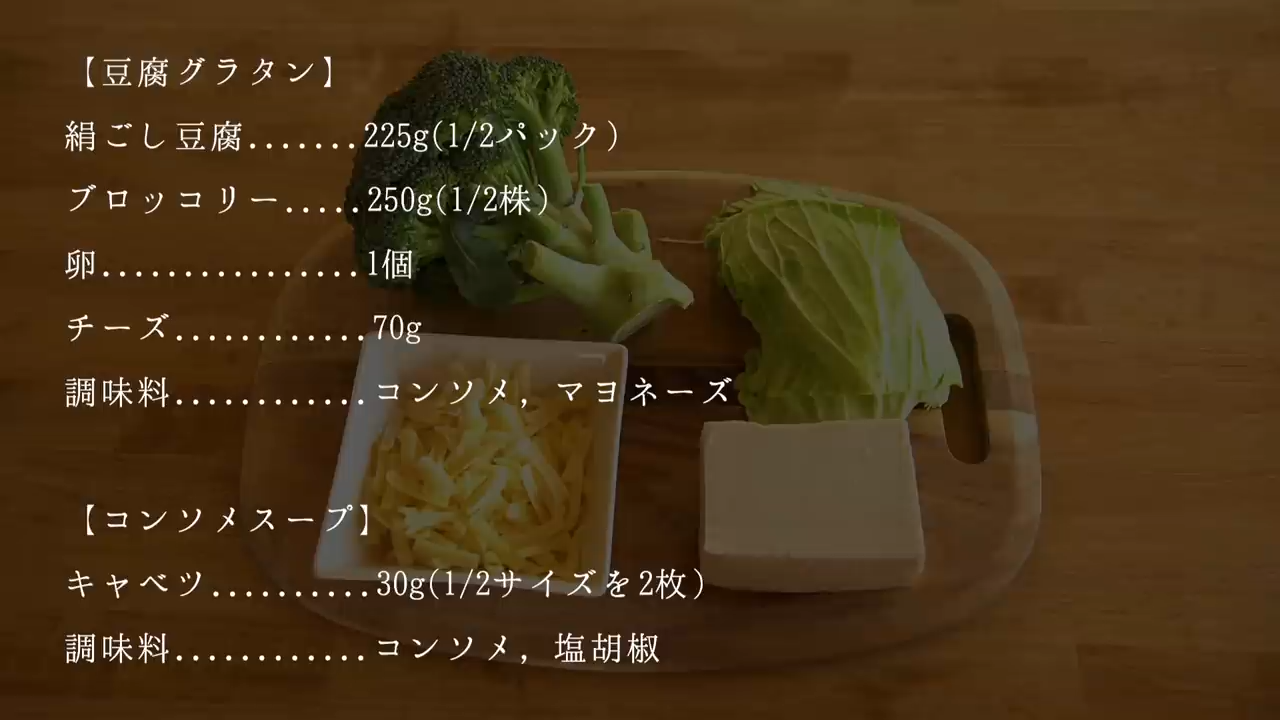 【豆腐グラタン】
絹ごし豆腐.......225g(1/2パック)
ブロッコリー.....250g(1/2株)
卵................1個
チーズ............70g
調味料............コンソメ, マヨネーズ
【コンソメスープ】
キャベツ..........30g(1/2サイズを2枚)
調味料............コンソメ, 塩胡椒